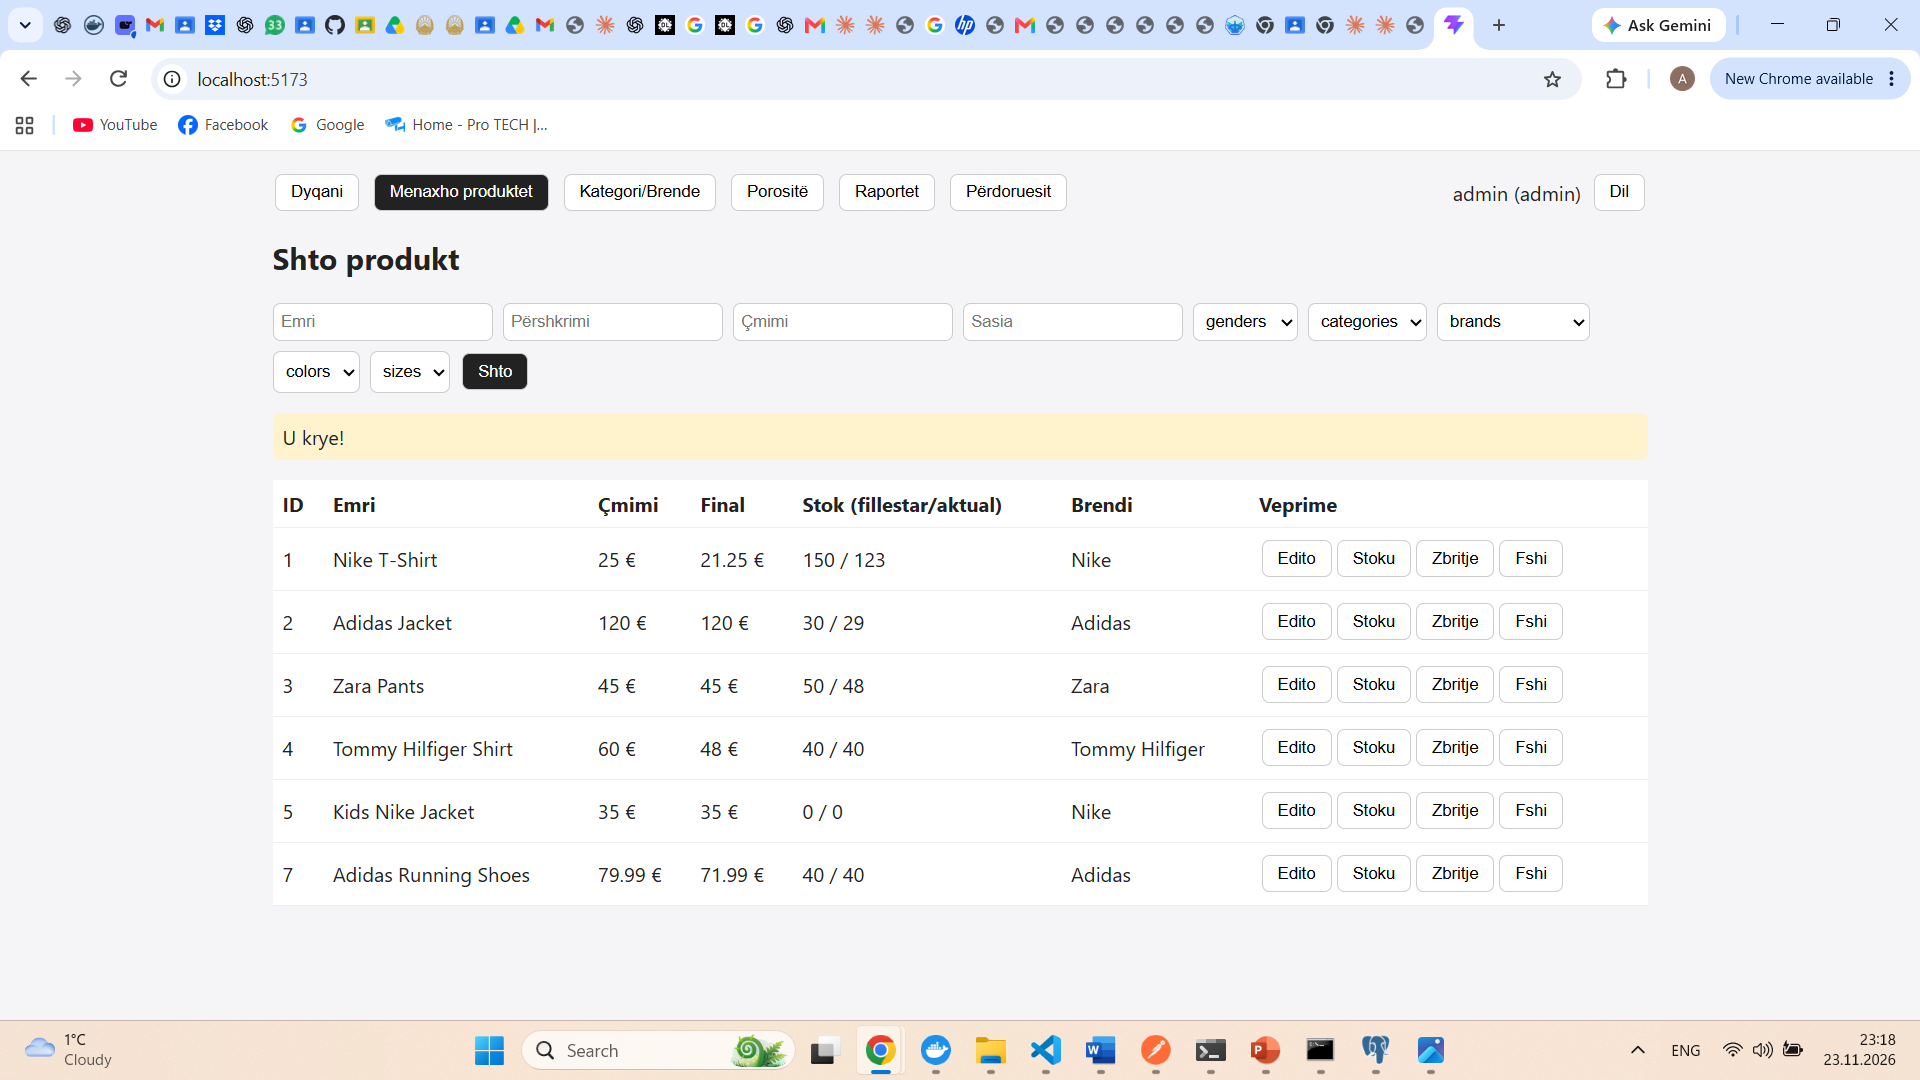 33
Ask Gemini
localhost:5173
A
New Chrome available
YouTube
Facebook
Google
Home - Pro TECH |...
Dyqani
Menaxho produktet
Kategori/Brende
Porositë
Raportet
Përdoruesit
admin (admin)
Dil
Shto produkt
Emri
Përshkrimi
Çmimi
Sasia
genders
categories
brands
colors
sizes
Shto
U krye!
ID Emri Çmimi Final Stok (fillestar/aktual) Brendi Veprime
1 Nike T-Shirt 25 € 21.25 € 150 / 123 Nike Edito Stoku Zbritje Fshi
2 Adidas Jacket 120 € 120 € 30 / 29 Adidas Edito Stoku Zbritje Fshi
3 Zara Pants 45 € 45 € 50 / 48 Zara Edito Stoku Zbritje Fshi
4 Tommy Hilfiger Shirt 60 € 48 € 40 / 40 Tommy Hilfiger Edito Stoku Zbritje Fshi
5 Kids Nike Jacket 35 € 35 € 0 / 0 Nike Edito Stoku Zbritje Fshi
7 Adidas Running Shoes 79.99 € 71.99 € 40 / 40 Adidas Edito Stoku Zbritje Fshi
1°C
Cloudy
Search
ENG
23:18
23.11.2026